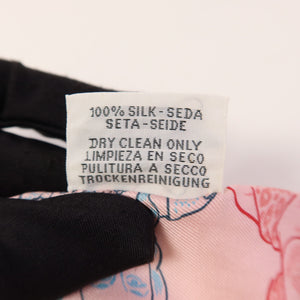 100% SILK-SEDA
SETA-SEIDE
DRY CLEAN ONLY
LIMPIEZA EN SECO
PULITURA A SECCO
TROCKENREINIGUNG